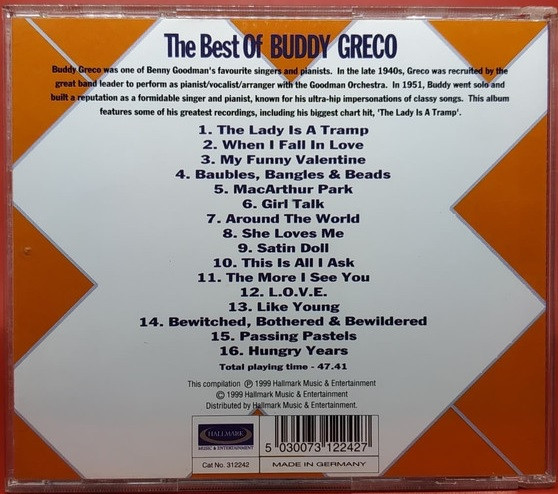 The Best Of BUDDY GRECO
Buddy Greco was one of Benny Goodman's favourite singers and pianists. In the late 1940s, Greco was recruited by the
great band leader to perform as pianist/vocalist/arranger with the Goodman Orchestra. In 1951, Buddy went solo and
built a reputation as a formidable singer and pianist, known for his ultra-hip impersonations of classy songs. This album
features some of his greatest recordings, including his biggest chart hit, 'The Lady Is A Tramp'.
1. The Lady Is A Tramp
2. When I Fall In Love
3. My Funny Valentine
4. Baubles, Bangles & Beads
5. MacArthur Park
6. Girl Talk
7. Around The World
8. She Loves Me
9. Satin Doll
10. This Is All I Ask
11. The More I See You
12. L.O.V.E.
13. Like Young
14. Bewitched, Bothered & Bewildered
15. Passing Pastels
16. Hungry Years
Total playing time - 47.41
This compilation ℗ 1999 Hallmark Music & Entertainment
© 1999 Hallmark Music & Entertainment
Distributed by Hallmark Music & Entertainment.
HALLMARK
MUSIC & ENTERTAINMENT
Cat No. 312242
5 030073 122427
MADE IN GERMANY